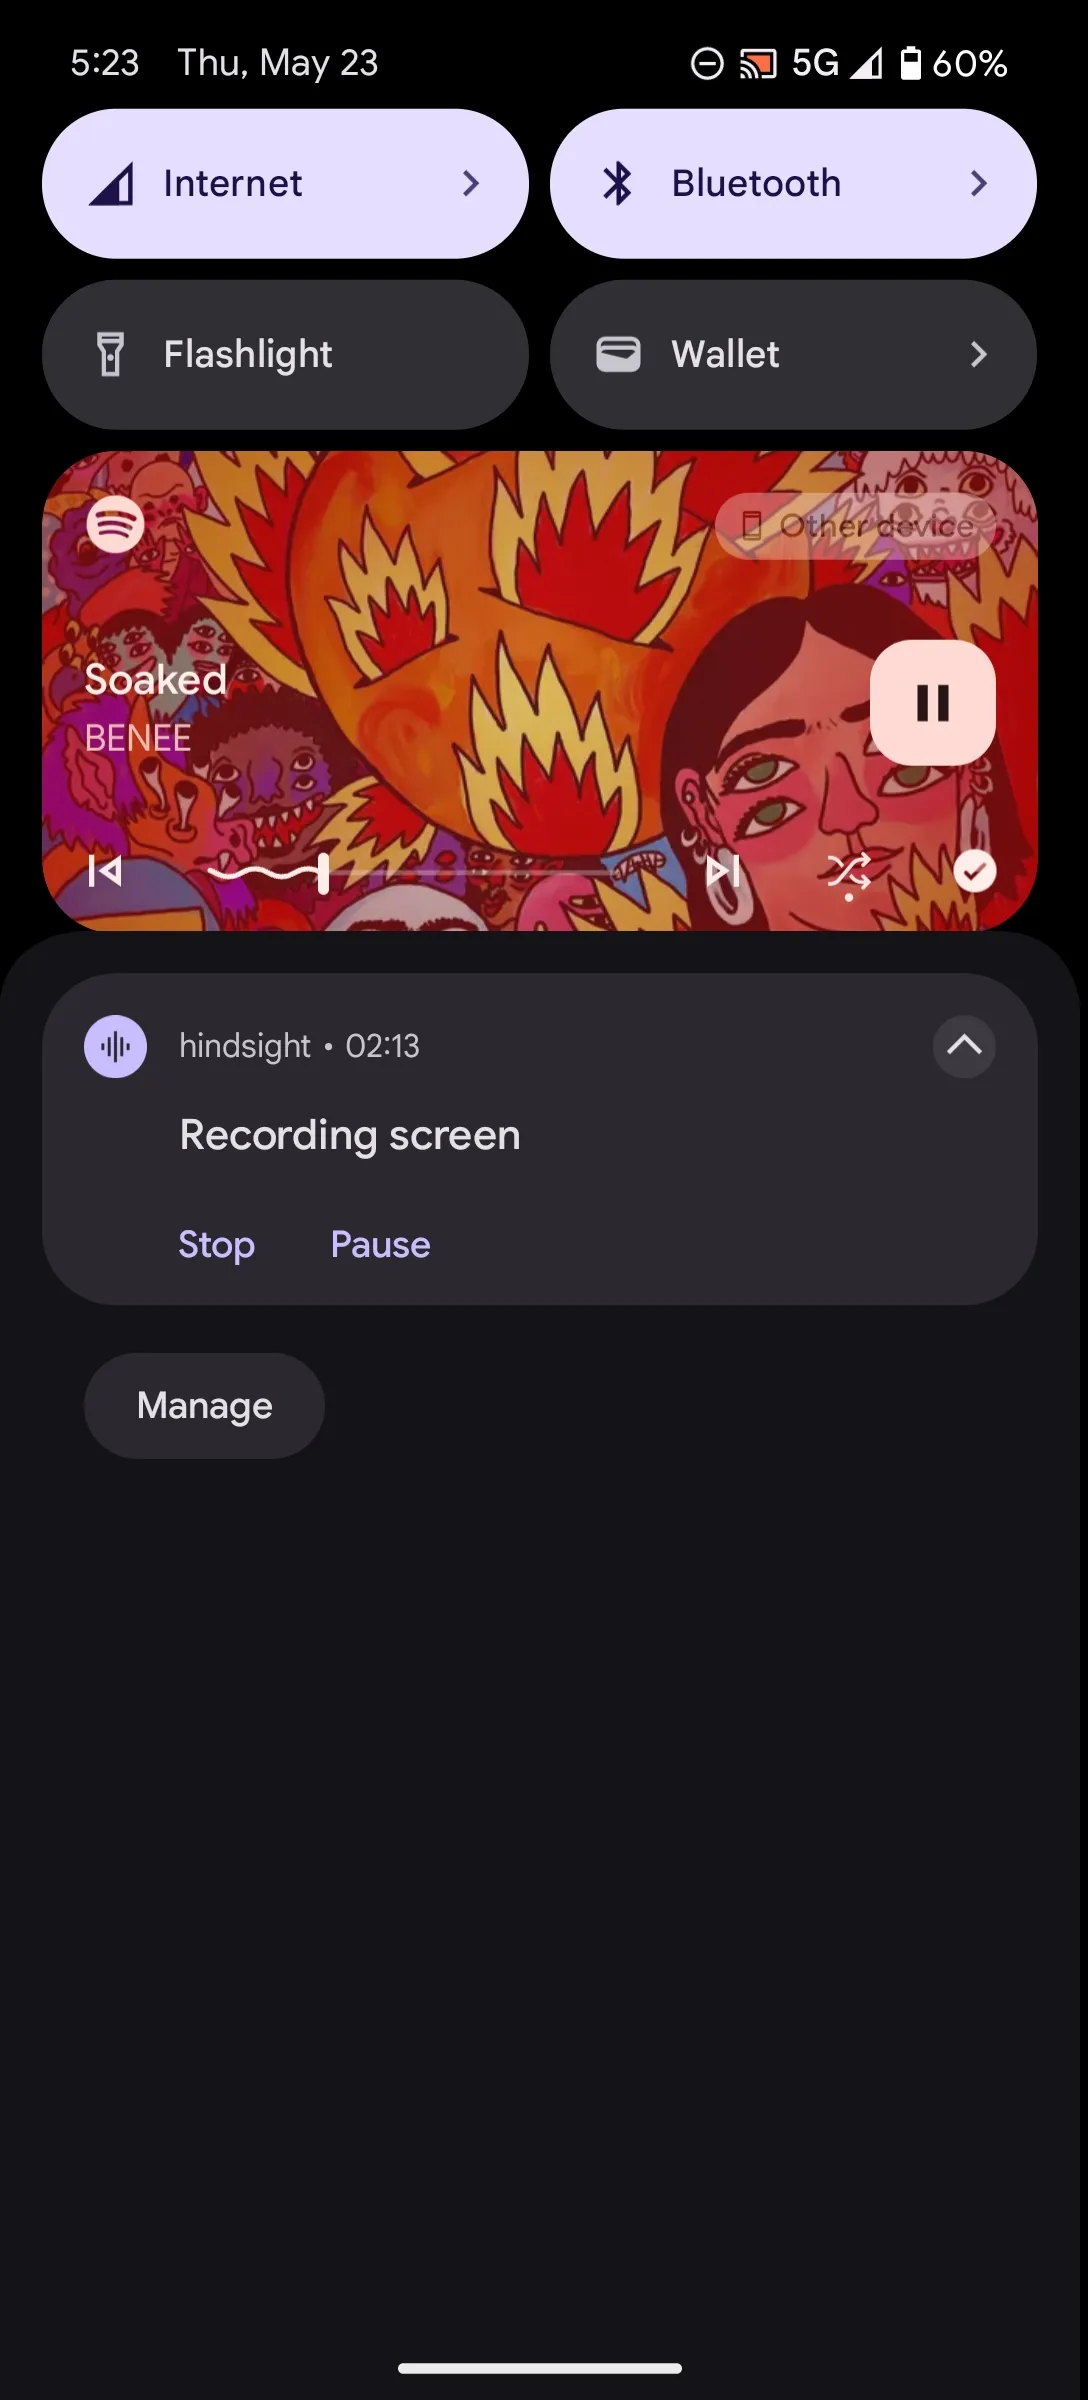 5:23 Thu, May 23 5G 60%
Internet Bluetooth
Flashlight Wallet
Other device
Soaked
BENEE
hindsight • 02:13
Recording screen
Stop Pause
Manage